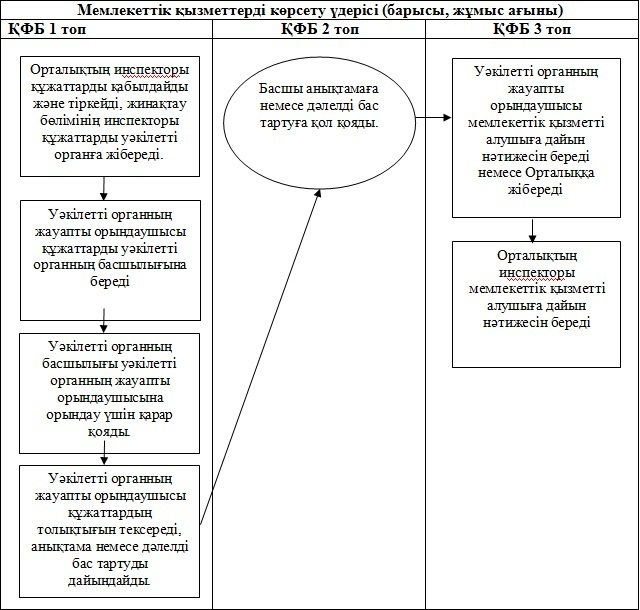 Мемлекеттік қызметтерді көрсету үдерісі (барысы, жұмыс ағыны)
ҚФБ 1 топ
ҚФБ 2 топ
ҚФБ 3 топ
Орталықтың инспекторы
құжаттарды қабылдайды
және тіркейді, жинақтау
бөлімінің инспекторы
құжаттарды уәкілетті
органға жібереді.
Уәкілетті органның
жауапты орындаушысы
құжаттарды уәкілетті
органның басшылығына
береді
Уәкілетті органның
басшылығы уәкілетті
органның жауапты
орындаушысына
орындау үшін қарар
қояды.
Уәкілетті органның
жауапты орындаушысы
құжаттардың
толықтығын тексереді,
анықтама немесе дәлелді
бас тартуды
дайындайды.
Басшы анықтамаға
немесе дәлелді бас
тартуға қол қояды.
Уәкілетті органның
жауапты
орындаушысы
мемлекеттік қызметті
алушыға дайын
нәтижесін береді
немесе Орталыққа
жібереді
Орталықтың
инспекторы
мемлекеттік қызметті
алушыға дайын
нәтижесін береді